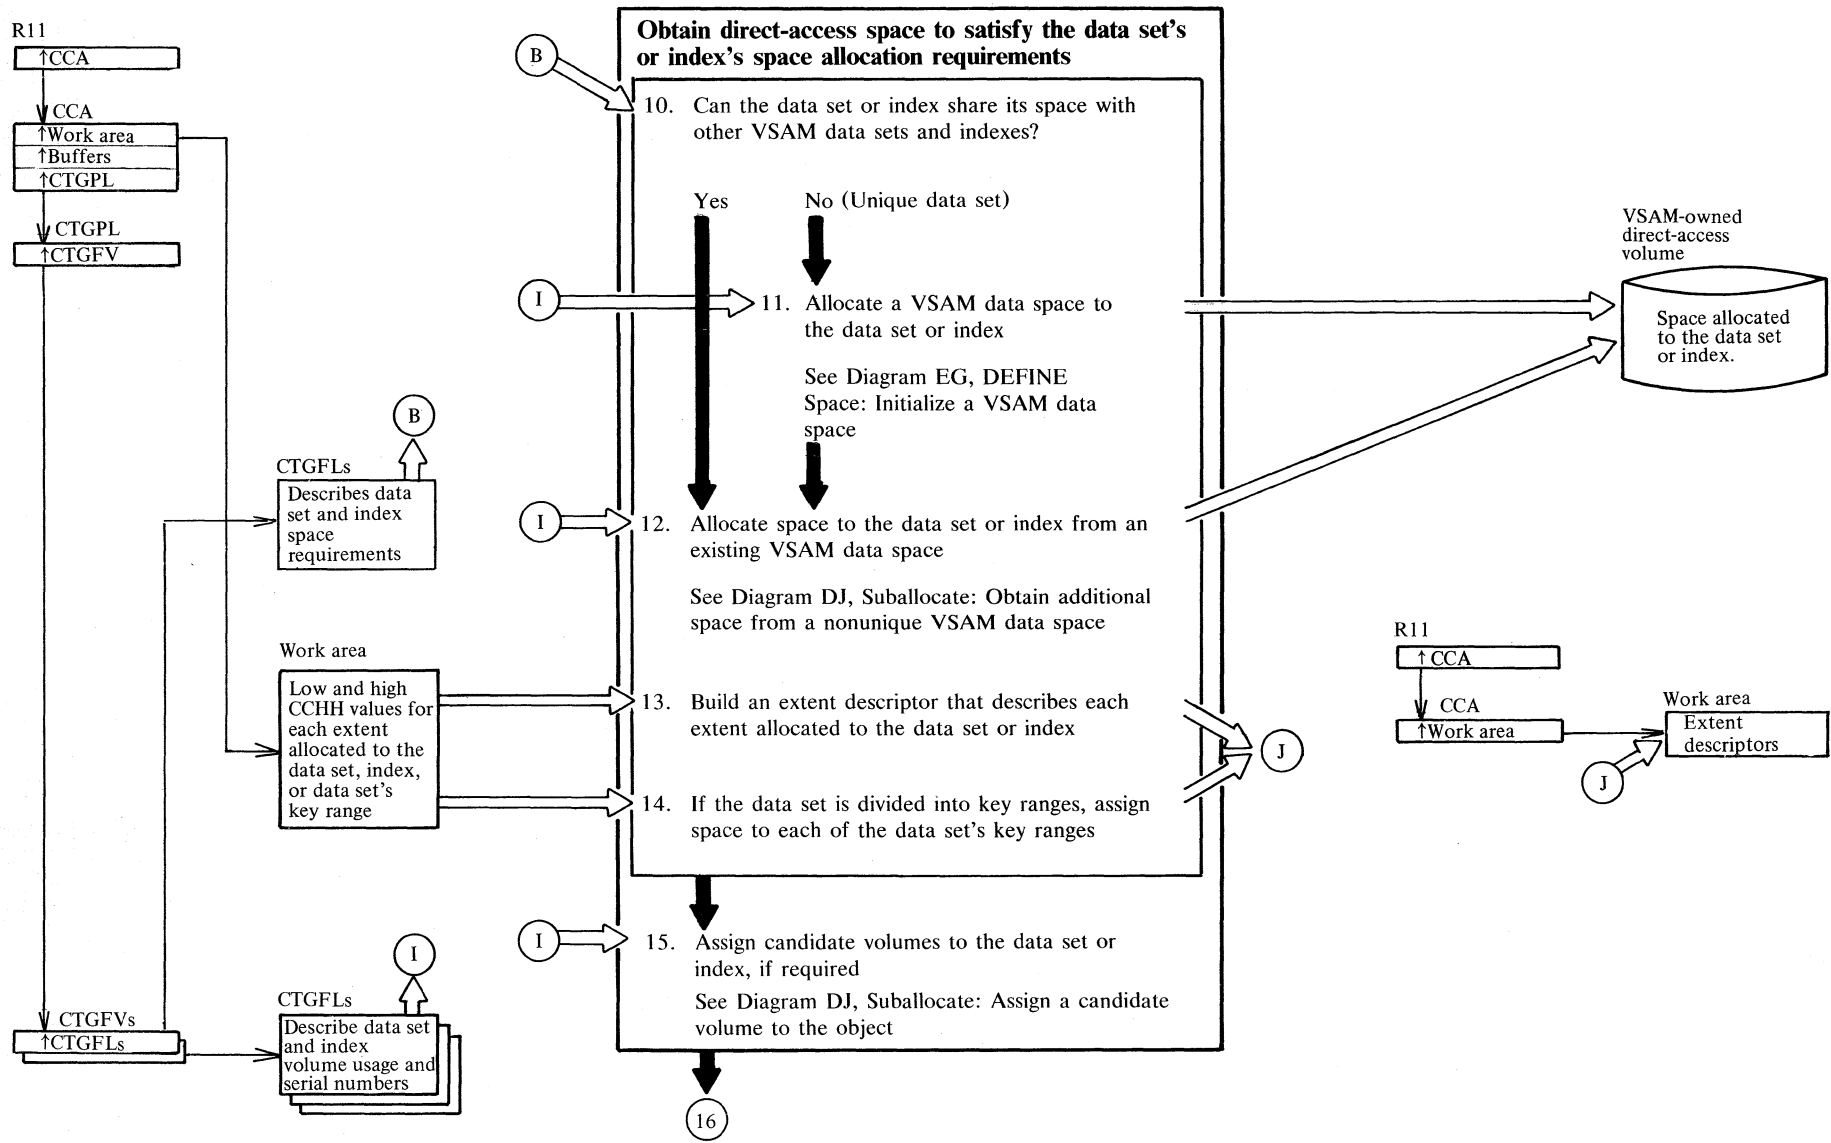 R11
↑CCA
CCA
↑Work area
↑Buffers
↑CTGPL
CTGPL
↑CTGFV
B
CTGFLs
Describes data
set and index
space
requirements
Work area
Low and high
CCHH values for
each extent
allocated to the
data set, index,
or data set's
key range
CTGFVs
↑CTGFLs
I
CTGFLs
Describe data set
and index
volume usage and
serial numbers
B
I
I
I
Obtain direct-access space to satisfy the data set's
or index's space allocation requirements
10. Can the data set or index share its space with
other VSAM data sets and indexes?
Yes
No (Unique data set)
11. Allocate a VSAM data space to
the data set or index
See Diagram EG, DEFINE
Space: Initialize a VSAM data
space
12. Allocate space to the data set or index from an
existing VSAM data space
See Diagram DJ, Suballocate: Obtain additional
space from a nonunique VSAM data space
13. Build an extent descriptor that describes each
extent allocated to the data set or index
14. If the data set is divided into key ranges, assign
space to each of the data set's key ranges
15. Assign candidate volumes to the data set or
index, if required
See Diagram DJ, Suballocate: Assign a candidate
volume to the object
16
J
VSAM-owned
direct-access
volume
Space allocated
to the data set
or index.
R11
↑ CCA
CCA
↑Work area
Work area
Extent
descriptors
J